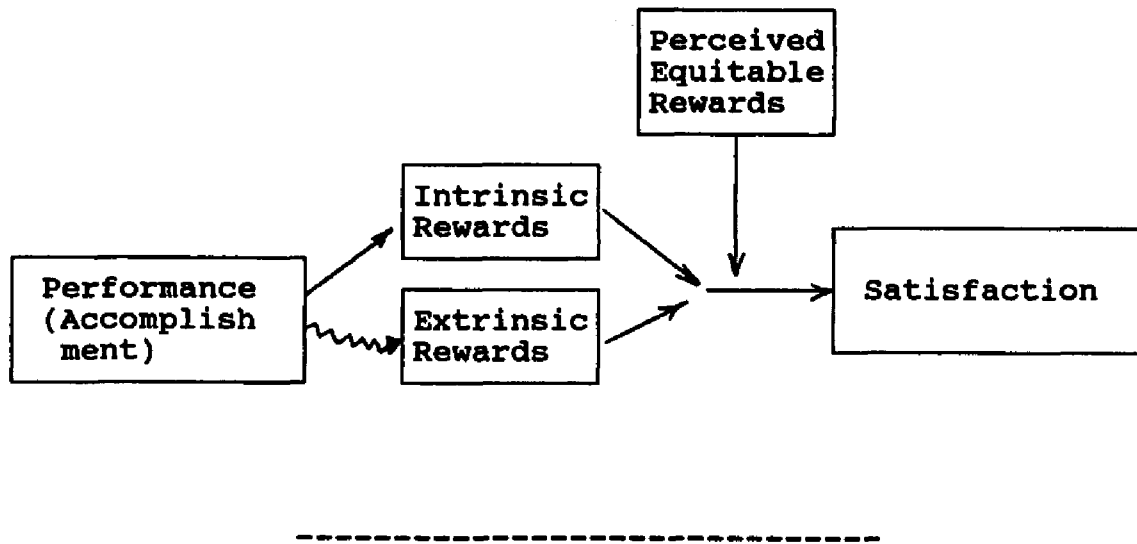 Perceived
Equitable
Rewards
Intrinsic
Rewards
Performance
(Accomplish
ment)
Extrinsic
Rewards
Satisfaction